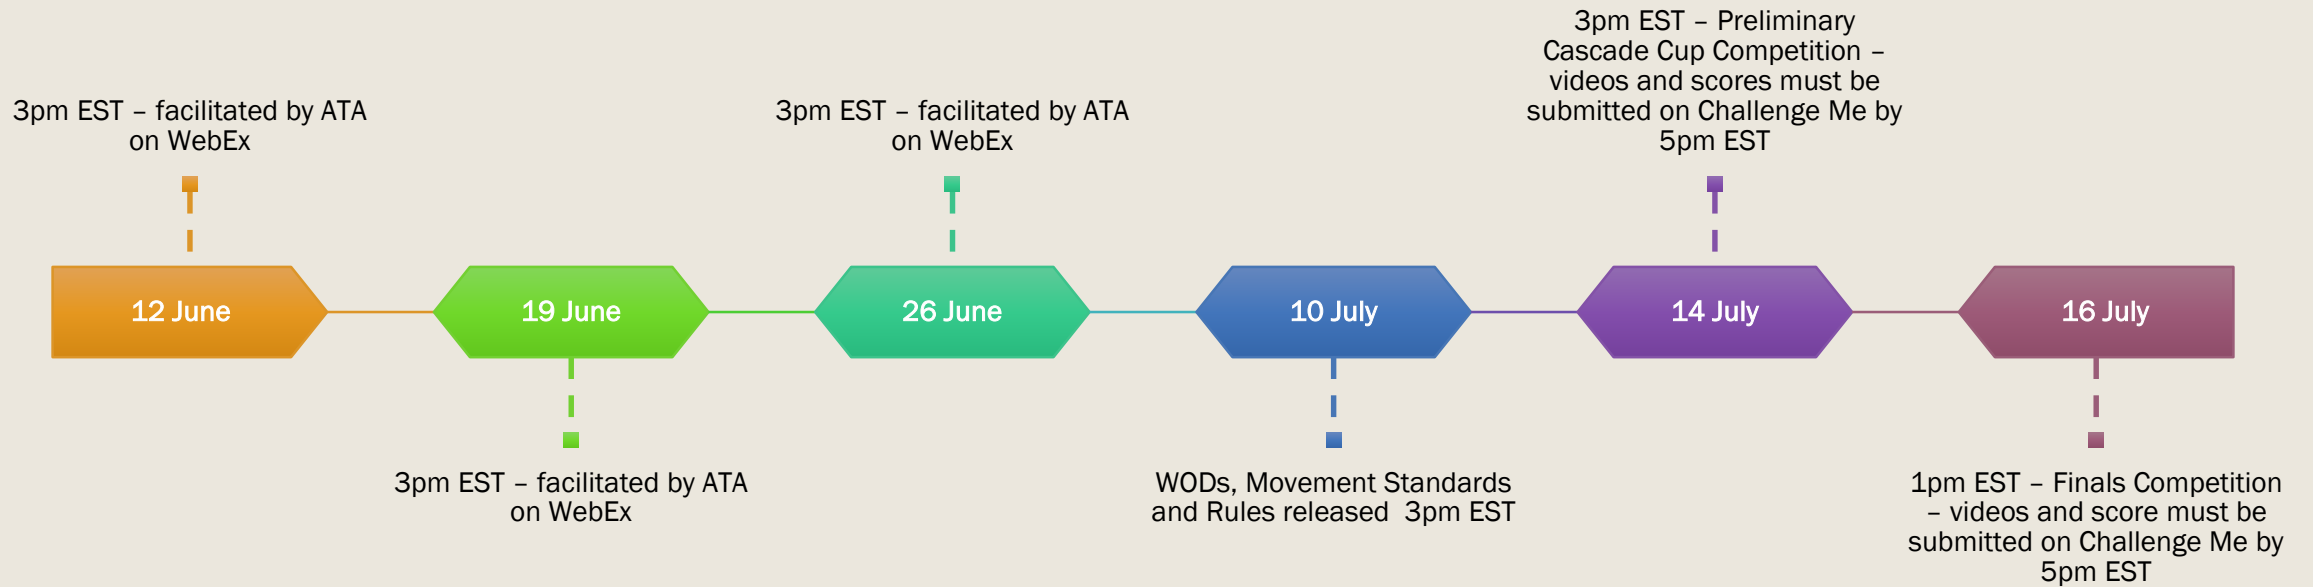 3pm EST – facilitated by ATA
on WebEx
3pm EST – facilitated by ATA
on WebEx
3pm EST – Preliminary
Cascade Cup Competition –
videos and scores must be
submitted on Challenge Me by
5pm EST
12 June
19 June
26 June
10 July
14 July
16 July
3pm EST – facilitated by ATA
on WebEx
WODs, Movement Standards
and Rules released  3pm EST
1pm EST – Finals Competition
– videos and score must be
submitted on Challenge Me by
5pm EST